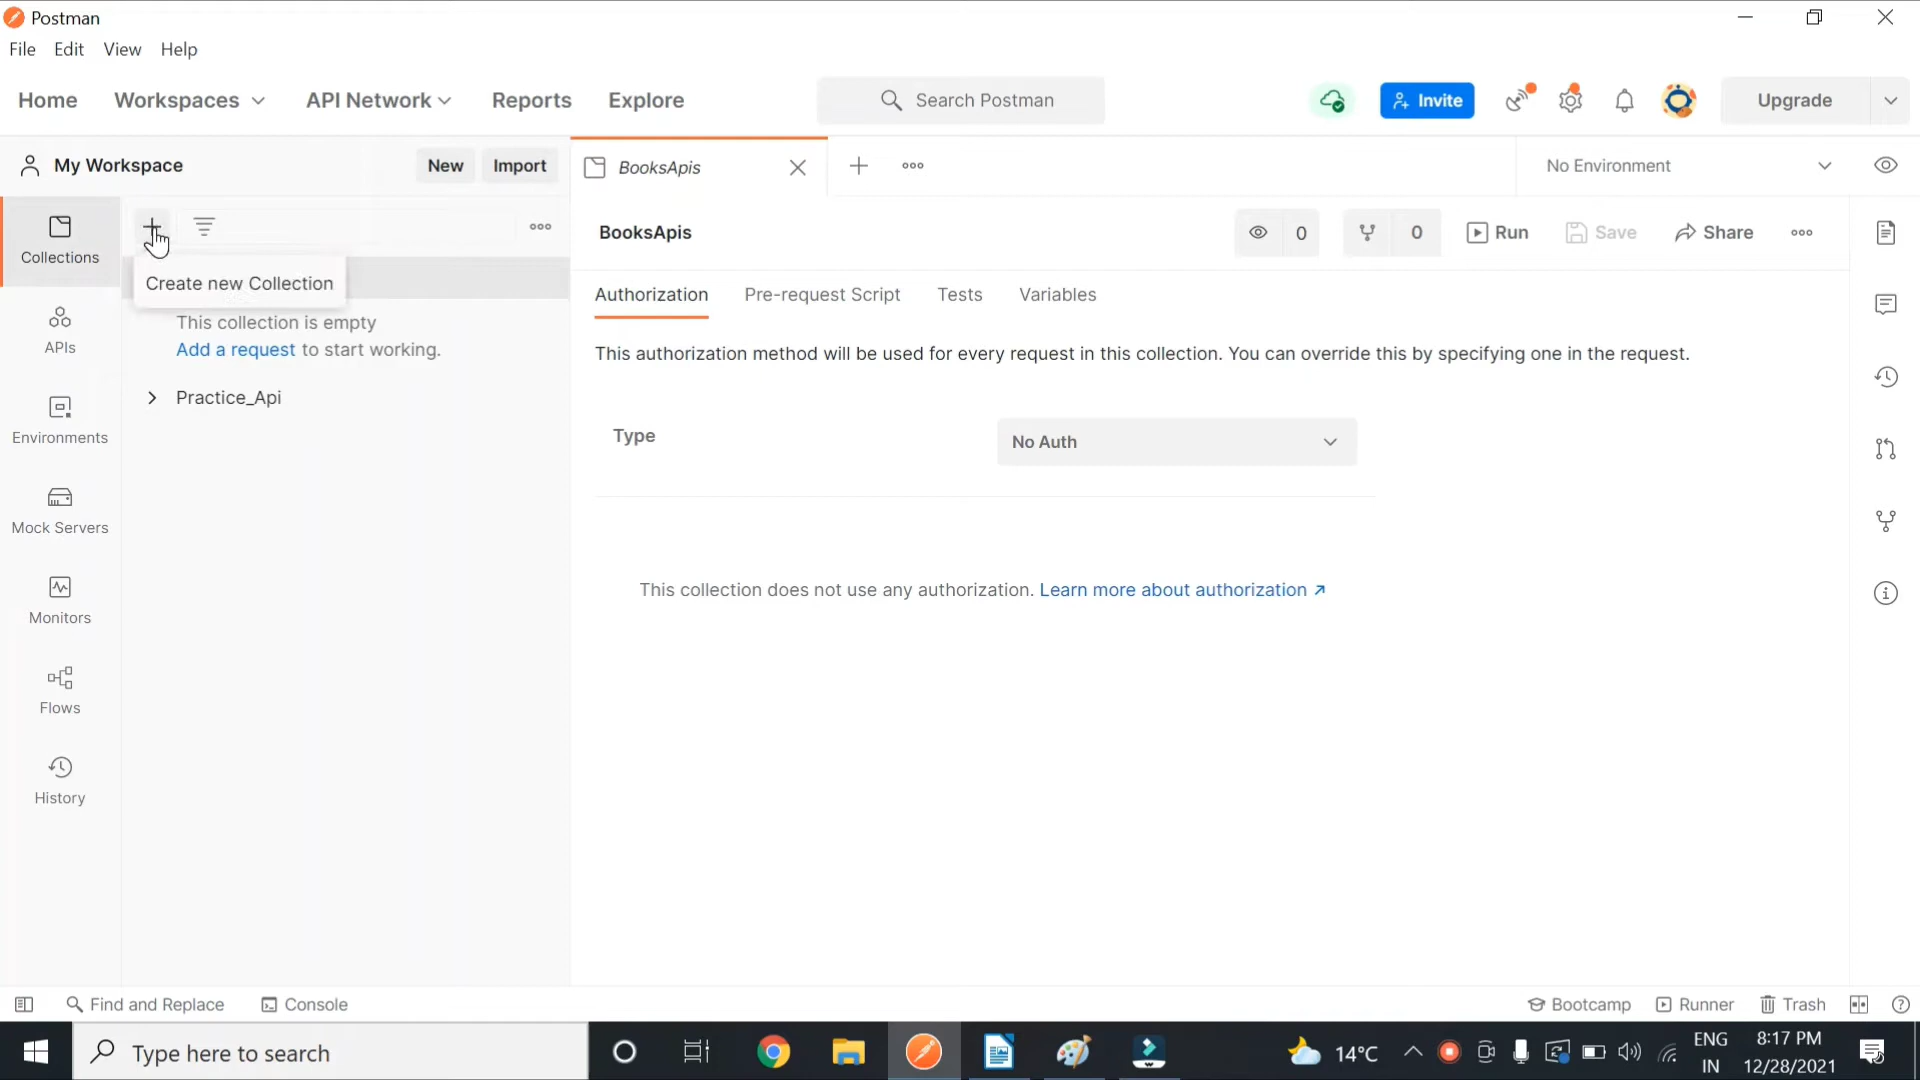 Postman
File Edit View Help
Home Workspaces API Network Reports Explore Search Postman Invite Upgrade
My Workspace New Import BooksApis No Environment
Collections
Create new Collection
This collection is empty
Add a request to start working.
Practice_Api
APIs
Environments
Mock Servers
Monitors
Flows
History
BooksApis 0 0 Run Save Share
Authorization Pre-request Script Tests Variables
This authorization method will be used for every request in this collection. You can override this by specifying one in the request.
Type No Auth
This collection does not use any authorization. Learn more about authorization
Find and Replace Console Bootcamp Runner Trash
Type here to search 14°C ENG 8:17 PM
IN 12/28/2021